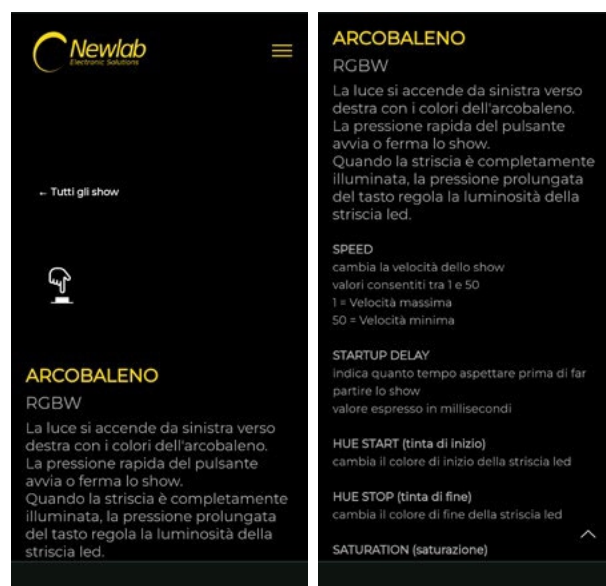 Newlab
Electronic Solutions
← Tutti gli show
ARCOBALENO
RGBW
La luce si accende da sinistra verso
destra con i colori dell'arcobaleno.
La pressione rapida del pulsante
avvia o ferma lo show.
Quando la striscia è completamente
illuminata, la pressione prolungata
del tasto regola la luminosità della
striscia led.
ARCOBALENO
RGBW
La luce si accende da sinistra verso
destra con i colori dell'arcobaleno.
La pressione rapida del pulsante
avvia o ferma lo show.
Quando la striscia è completamente
illuminata, la pressione prolungata
del tasto regola la luminosità della
striscia led.
SPEED
cambia la velocità dello show
valori consentiti tra 1 e 50
1 = Velocità massima
50 = Velocità minima
STARTUP DELAY
indica quanto tempo aspettare prima di far
partire lo show
valore espresso in millisecondi
HUE START (tinta di inizio)
cambia il colore di inizio della striscia led
HUE STOP (tinta di fine)
cambia il colore di fine della striscia led
SATURATION (saturazione)